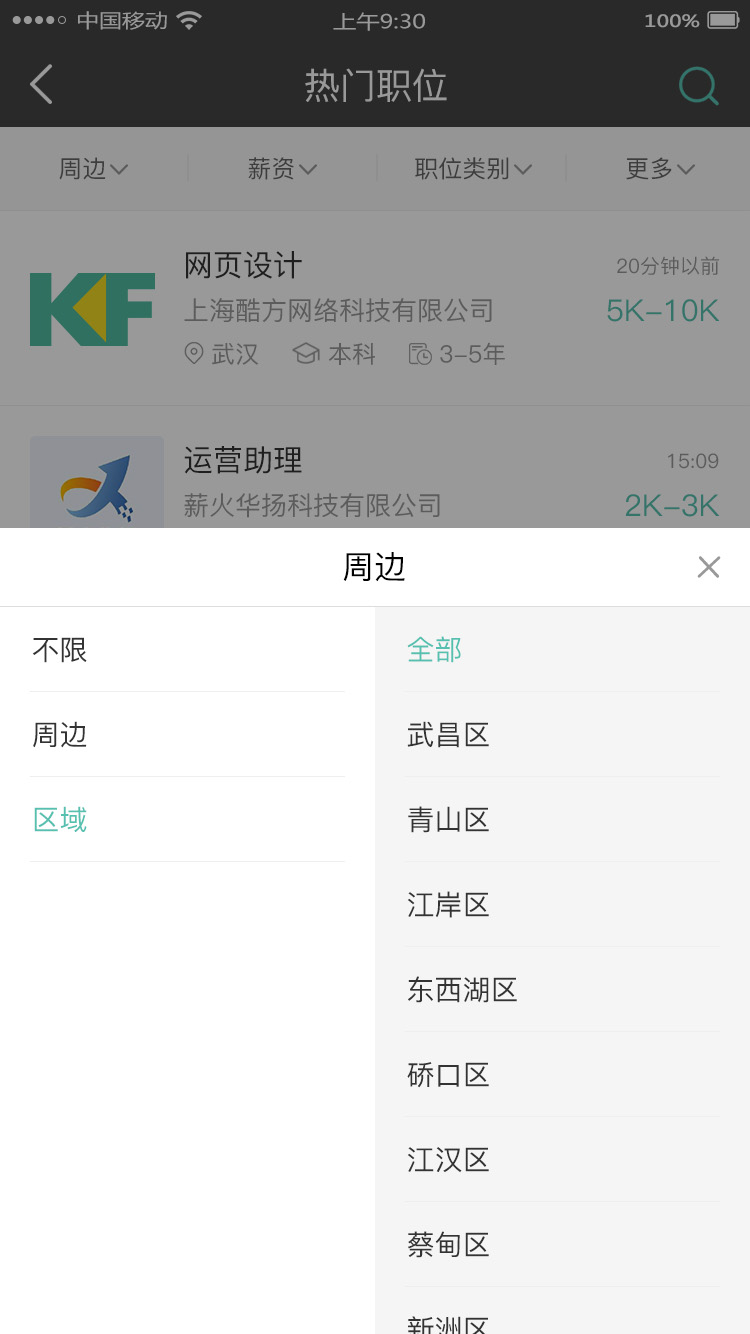 中国移动 上午9:30 100%
热门职位
周边 薪资 职位类别 更多
网页设计 20分钟以前
上海酷方网络科技有限公司 5K–10K
武汉 本科 3–5年
运营助理 15:09
薪火华扬科技有限公司 2K–3K
周边
不限
周边
区域
全部
武昌区
青山区
江岸区
东西湖区
硚口区
江汉区
蔡甸区
新洲区